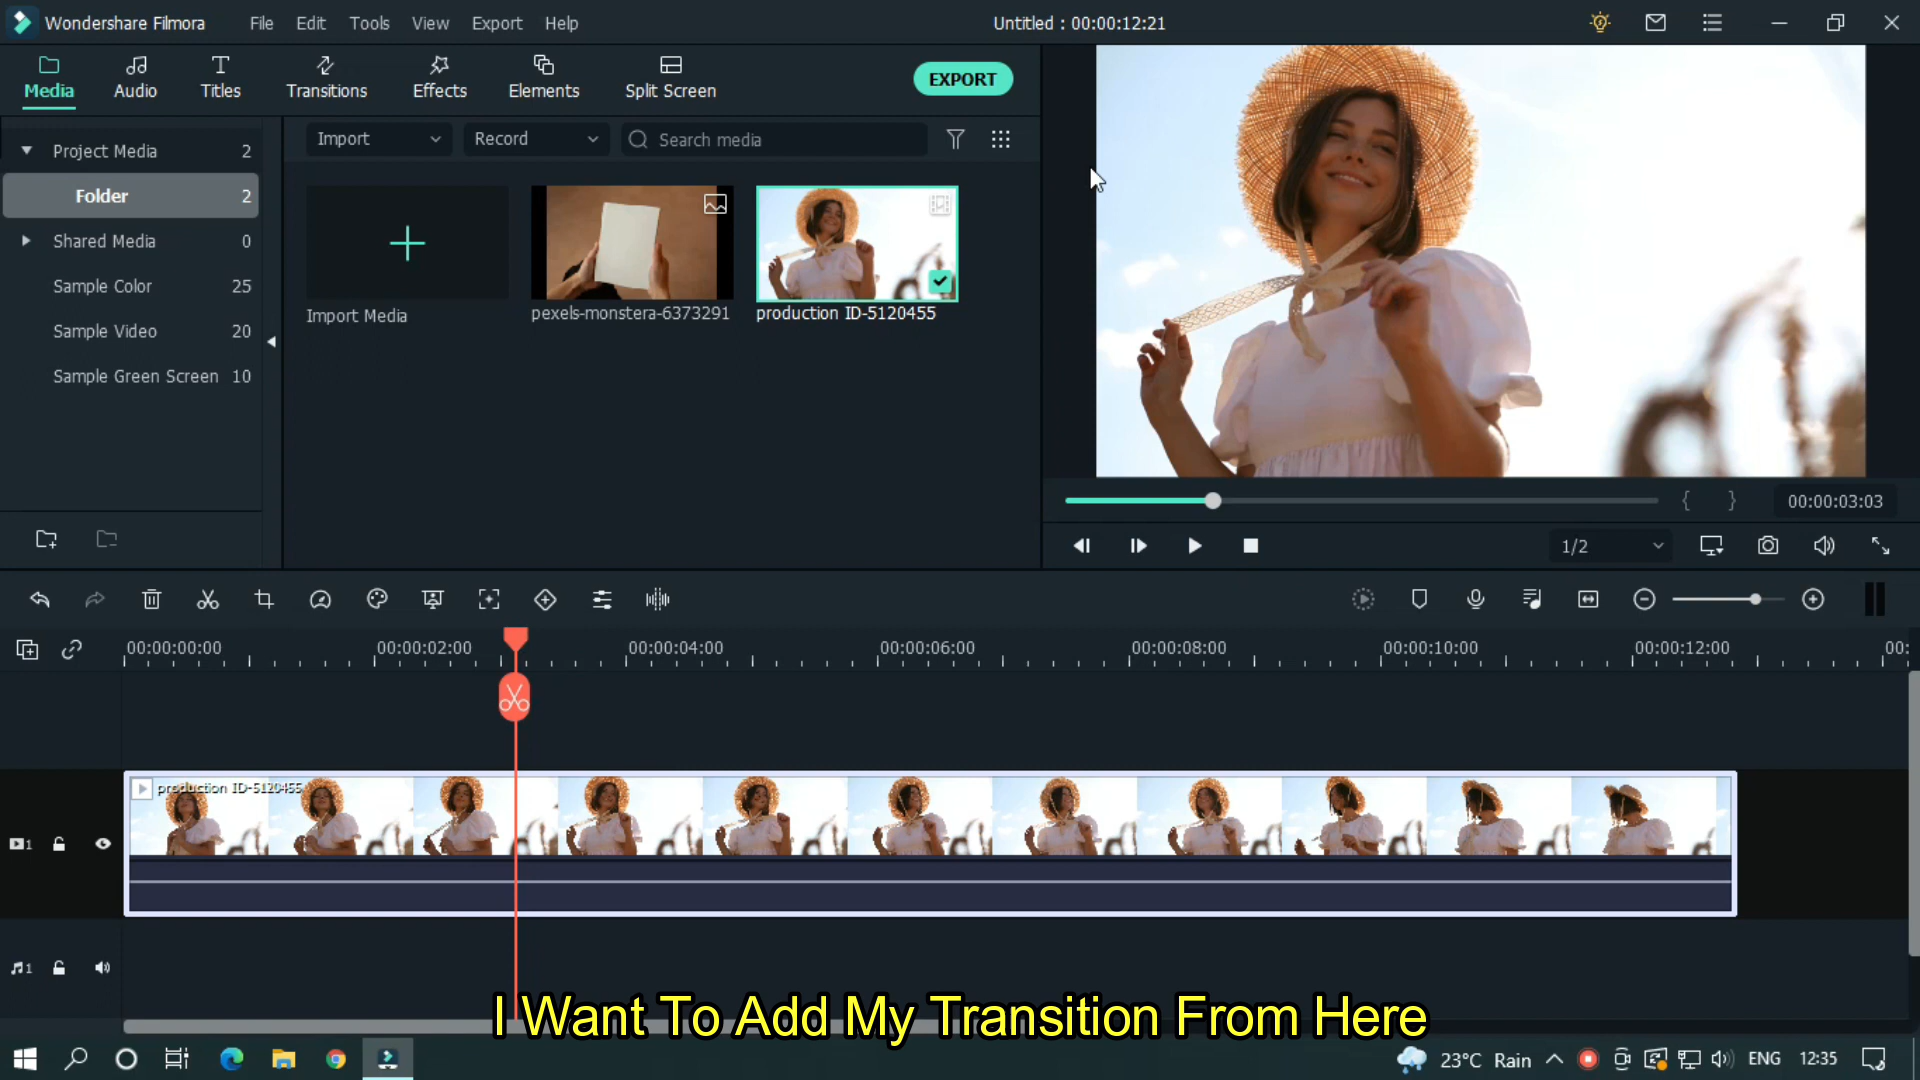 Wondershare Filmora
File
Edit
Tools
View
Export
Help
Untitled : 00:00:12:21
Media
Audio
Titles
Transitions
Effects
Elements
Split Screen
EXPORT
Project Media
2
Folder
2
Shared Media
0
Sample Color
25
Sample Video
20
Sample Green Screen
10
Import
Record
Search media
Import Media
pexels-monstera-6373291
production ID-5120455
{
}
00:00:03:03
1/2
00:00:00:00
00:00:02:00
00:00:04:00
00:00:06:00
00:00:08:00
00:00:10:00
00:00:12:00
00:
production ID-5120455
1
1
I Want To Add My Transition From Here
23°C Rain
ENG
12:35